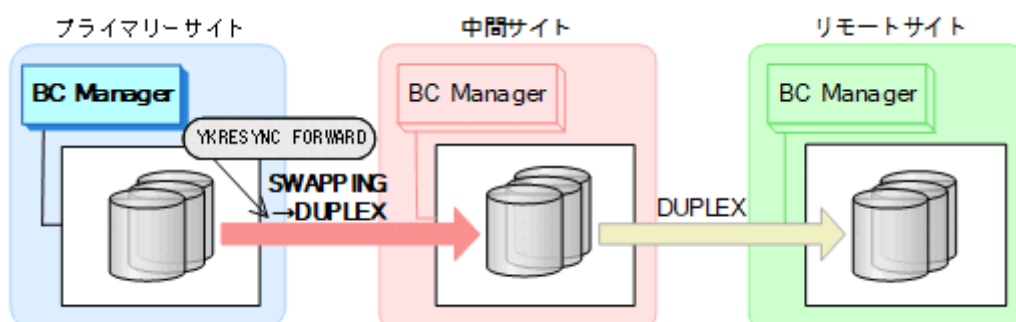 プライマリーサイト
中間サイト
リモートサイト
BC Manager
BC Manager
BC Manager
YKRESYNC FORWARD
SWAPPING
→DUPLEX
DUPLEX